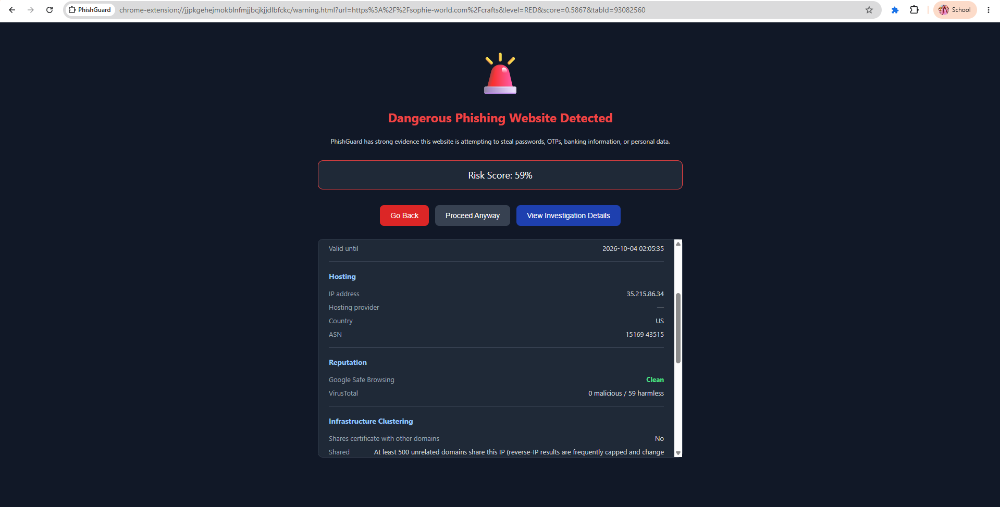 PhishGuard
chrome-extension://jjpkgehejmokblnfmjjbcjkjjdlbfckc/warning.html?url=https%3A%2F%2Fsophie-world.com%2Fcrafts&level=RED&score=0.5867&tabId=93082560
School
Dangerous Phishing Website Detected
PhishGuard has strong evidence this website is attempting to steal passwords, OTPs, banking information, or personal data.
Risk Score: 59%
Go Back Proceed Anyway View Investigation Details
Valid until 2026-10-04 02:05:35
Hosting
IP address 35.215.86.34
Hosting provider —
Country US
ASN 15169 43515
Reputation
Google Safe Browsing Clean
VirusTotal 0 malicious / 59 harmless
Infrastructure Clustering
Shares certificate with other domains No
Shared At least 500 unrelated domains share this IP (reverse-IP results are frequently capped and change